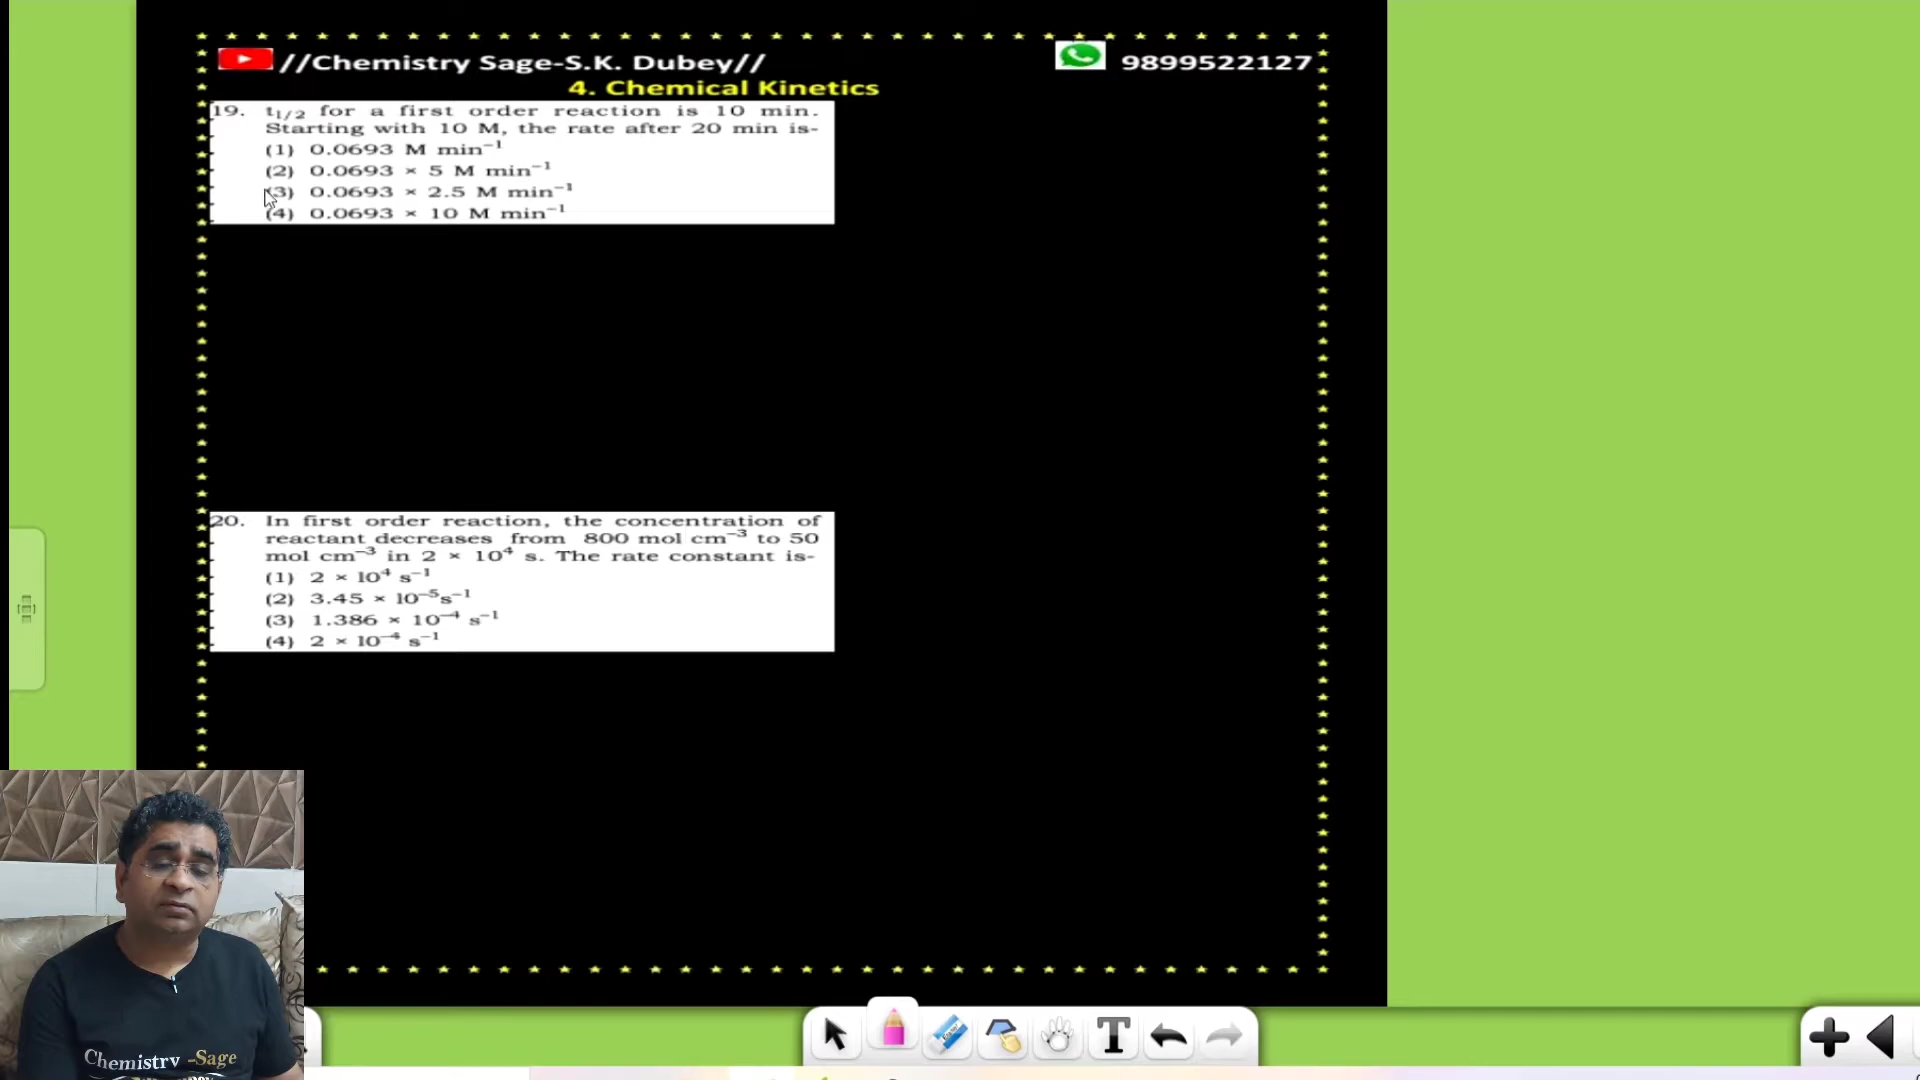 //Chemistry Sage-S.K. Dubey// 9899522127
4. Chemical Kinetics
19. t1/2 for a first order reaction is 10 min.
Starting with 10 M, the rate after 20 min is-
(1) 0.0693 M min⁻¹
(2) 0.0693 × 5 M min⁻¹
(3) 0.0693 × 2.5 M min⁻¹
(4) 0.0693 × 10 M min⁻¹
20. In first order reaction, the concentration of
reactant decreases from 800 mol cm⁻³ to 50
mol cm⁻³ in 2 × 10⁴ s. The rate constant is-
(1) 2 × 10⁴ s⁻¹
(2) 3.45 × 10⁻⁵s⁻¹
(3) 1.386 × 10⁻⁴ s⁻¹
(4) 2 × 10⁻⁴ s⁻¹
Chemistry -Sage
T